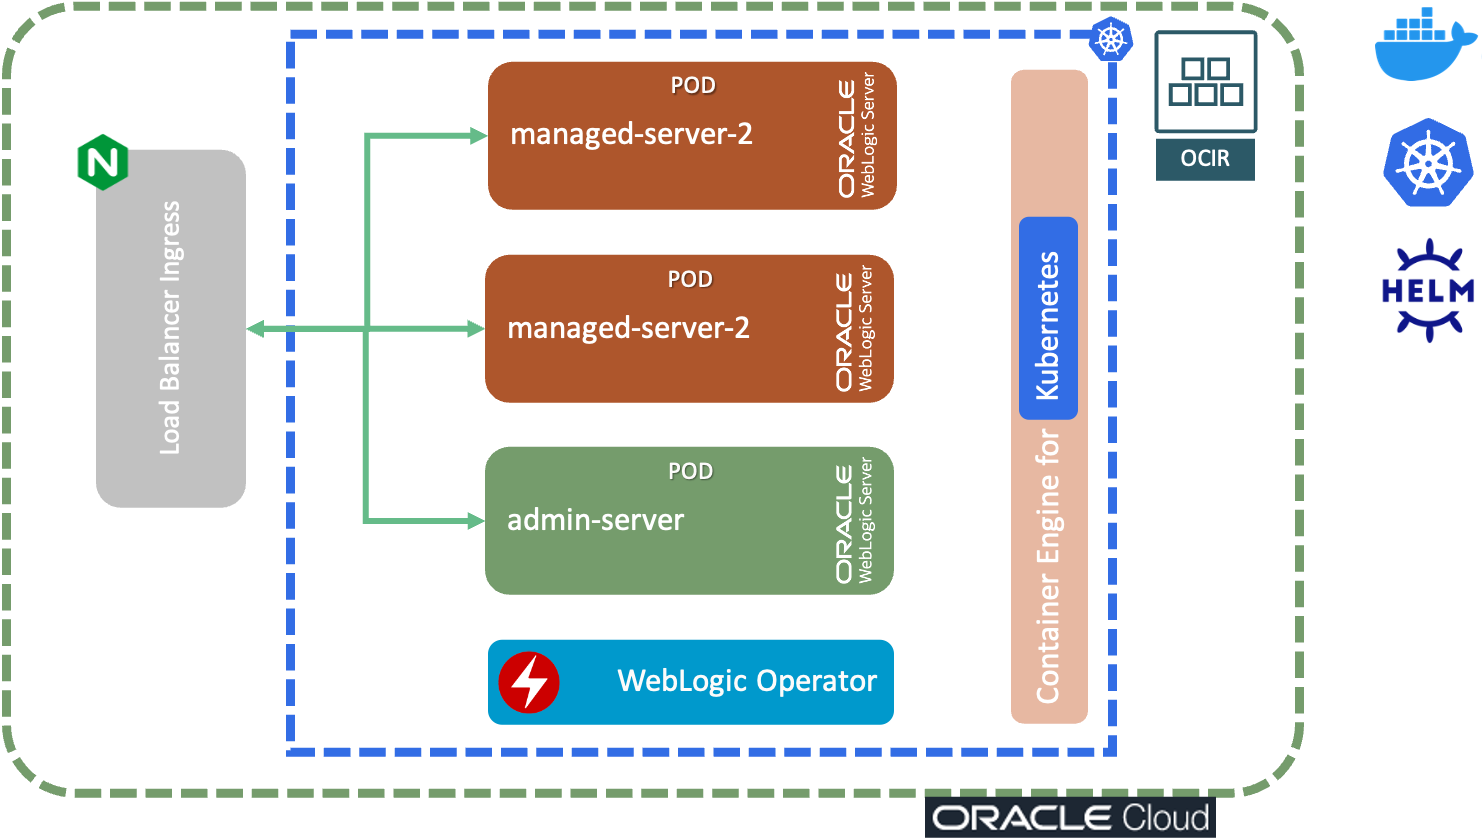 POD
managed-server-2
ORACLE
WebLogic Server
POD
managed-server-2
ORACLE
WebLogic Server
POD
admin-server
ORACLE
WebLogic Server
WebLogic Operator
N
Load Balancer Ingress
Container Engine for Kubernetes
OCIR
HELM
ORACLE Cloud